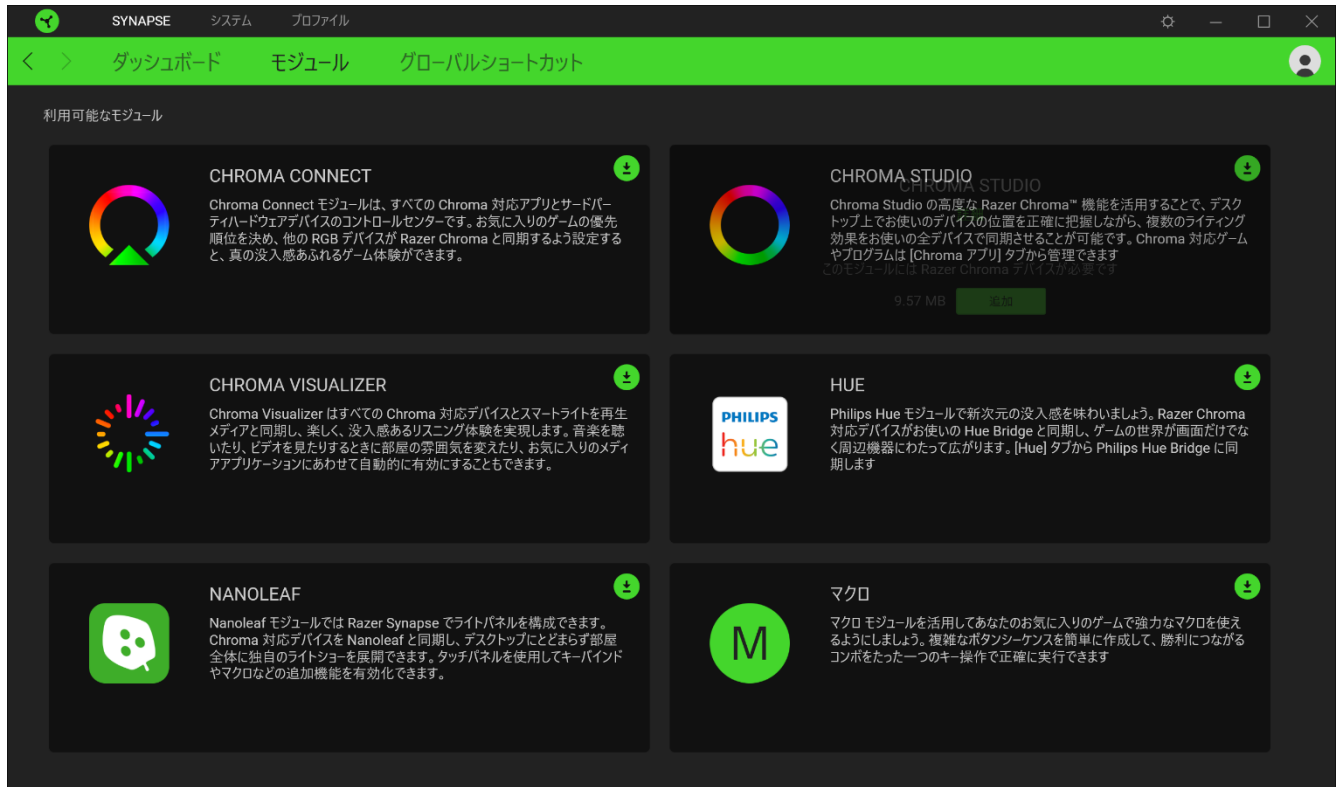 SYNAPSE システム プロファイル
ダッシュボード モジュール グローバルショートカット
利用可能なモジュール
CHROMA CONNECT
Chroma Connect モジュールは、すべての Chroma 対応アプリとサードパー
ティハードウェアデバイスのコントロールセンターです。お気に入りのゲームの優先
順位を決め、他の RGB デバイスが Razer Chroma と同期するよう設定する
と、真の没入感あふれるゲーム体験ができます。
CHROMA STUDIO
CHROMA STUDIO
Chroma Studio の高度な Razer Chroma™ 機能を活用することで、デスク
トップ上でお使いのデバイスの位置を正確に把握しながら、複数のライティング
効果をお使いの全デバイスで同期させることが可能です。Chroma 対応ゲーム
やプログラムは [Chroma アプリ] タブから管理できます
このモジュールには Razer Chroma デバイスが必要です
9.57 MB 追加
CHROMA VISUALIZER
Chroma Visualizer はすべての Chroma 対応デバイスとスマートライトを再生
メディアと同期し、楽しく、没入感あるリスニング体験を実現します。音楽を聴
いたり、ビデオを見たりするときに部屋の雰囲気を変えたり、お気に入りのメディ
アアプリケーションにあわせて自動的に有効にすることもできます。
PHILIPS
hue
HUE
Philips Hue モジュールで新次元の没入感を味わいましょう。Razer Chroma
対応デバイスがお使いの Hue Bridge と同期し、ゲームの世界が画面だけでな
く周辺機器にわたって広がります。[Hue] タブから Philips Hue Bridge に同
期します
NANOLEAF
Nanoleaf モジュールでは Razer Synapse でライトパネルを構成できます。
Chroma 対応デバイスを Nanoleaf と同期し、デスクトップにとどまらず部屋
全体に独自のライトショーを展開できます。タッチパネルを使用してキーバインド
やマクロなどの追加機能を有効化できます。
M
マクロ
マクロ モジュールを活用してあなたのお気に入りのゲームで強力なマクロを使え
るようにしましょう。複雑なボタンシーケンスを簡単に作成して、勝利につながる
コンボをたった一つのキー操作で正確に実行できます